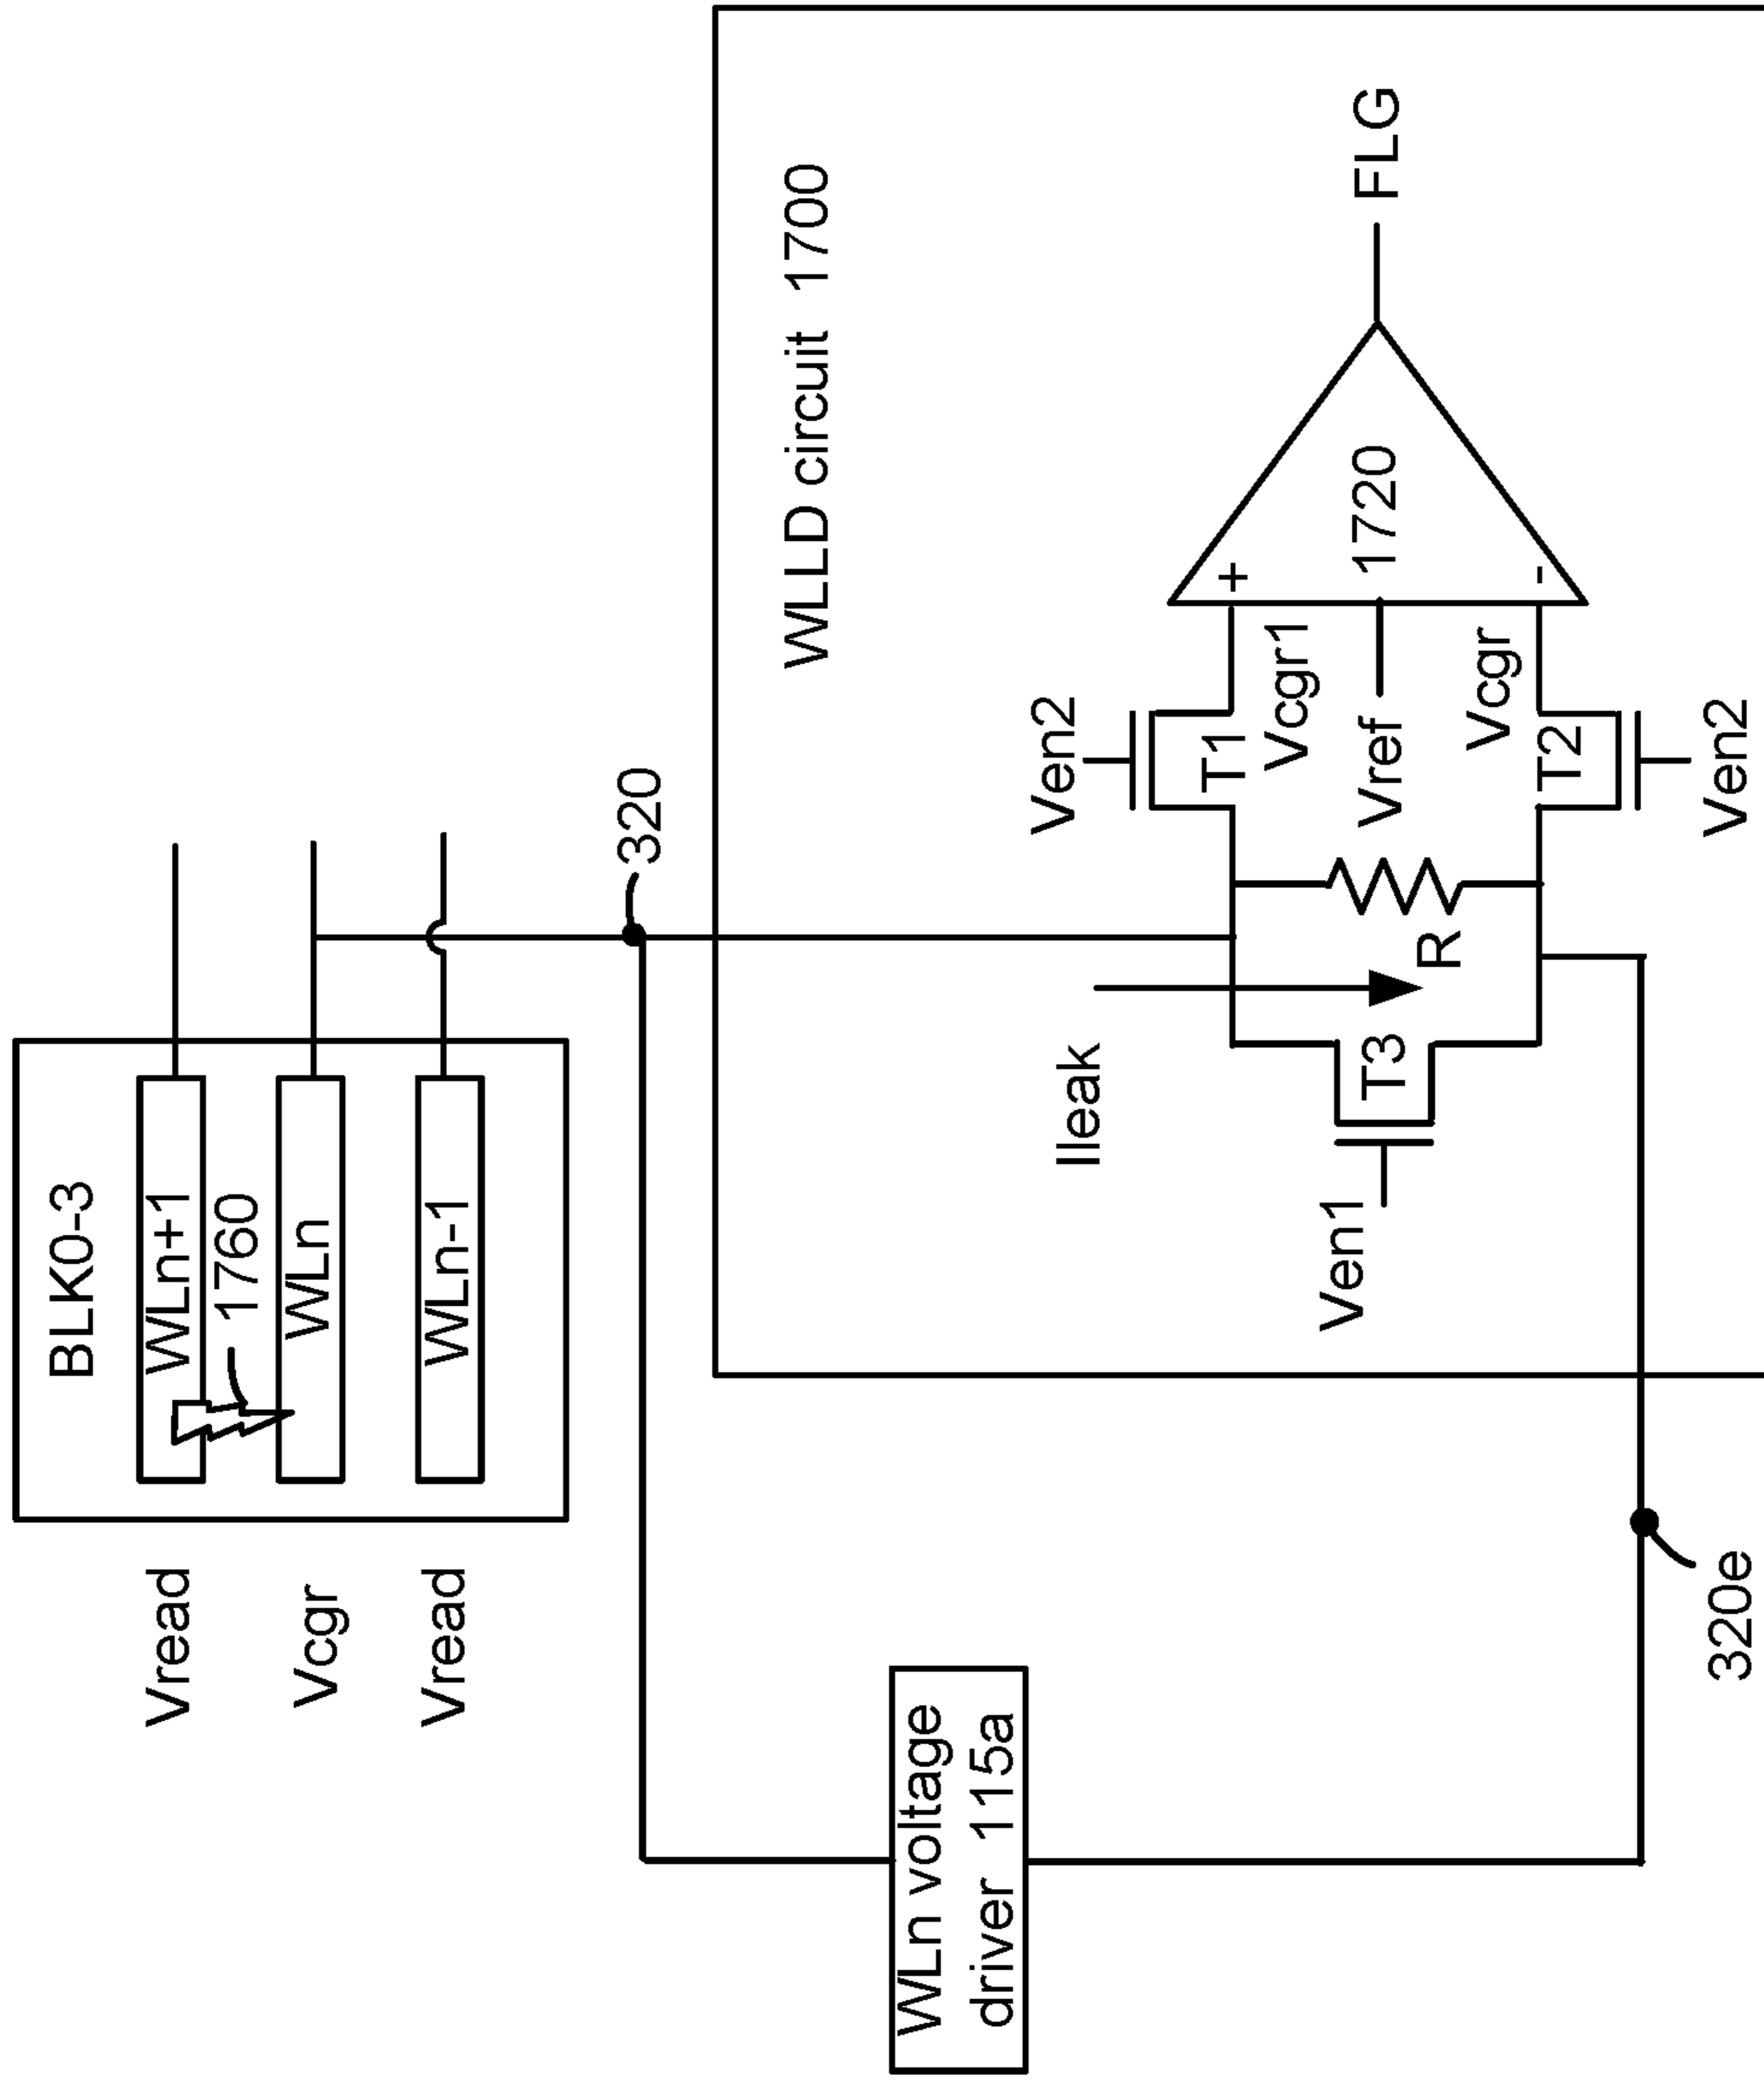 BLK0-3
Vread
WLn+1
1760
Vcgr
WLn
Vread
WLn-1
320
WLn voltage
driver 115a
WLLD circuit 1700
Ileak
Ven2
T1
+
Vcgr1
Ven1
T3
R
Vref
1720
FLG
Vcgr
T2
-
Ven2
320e